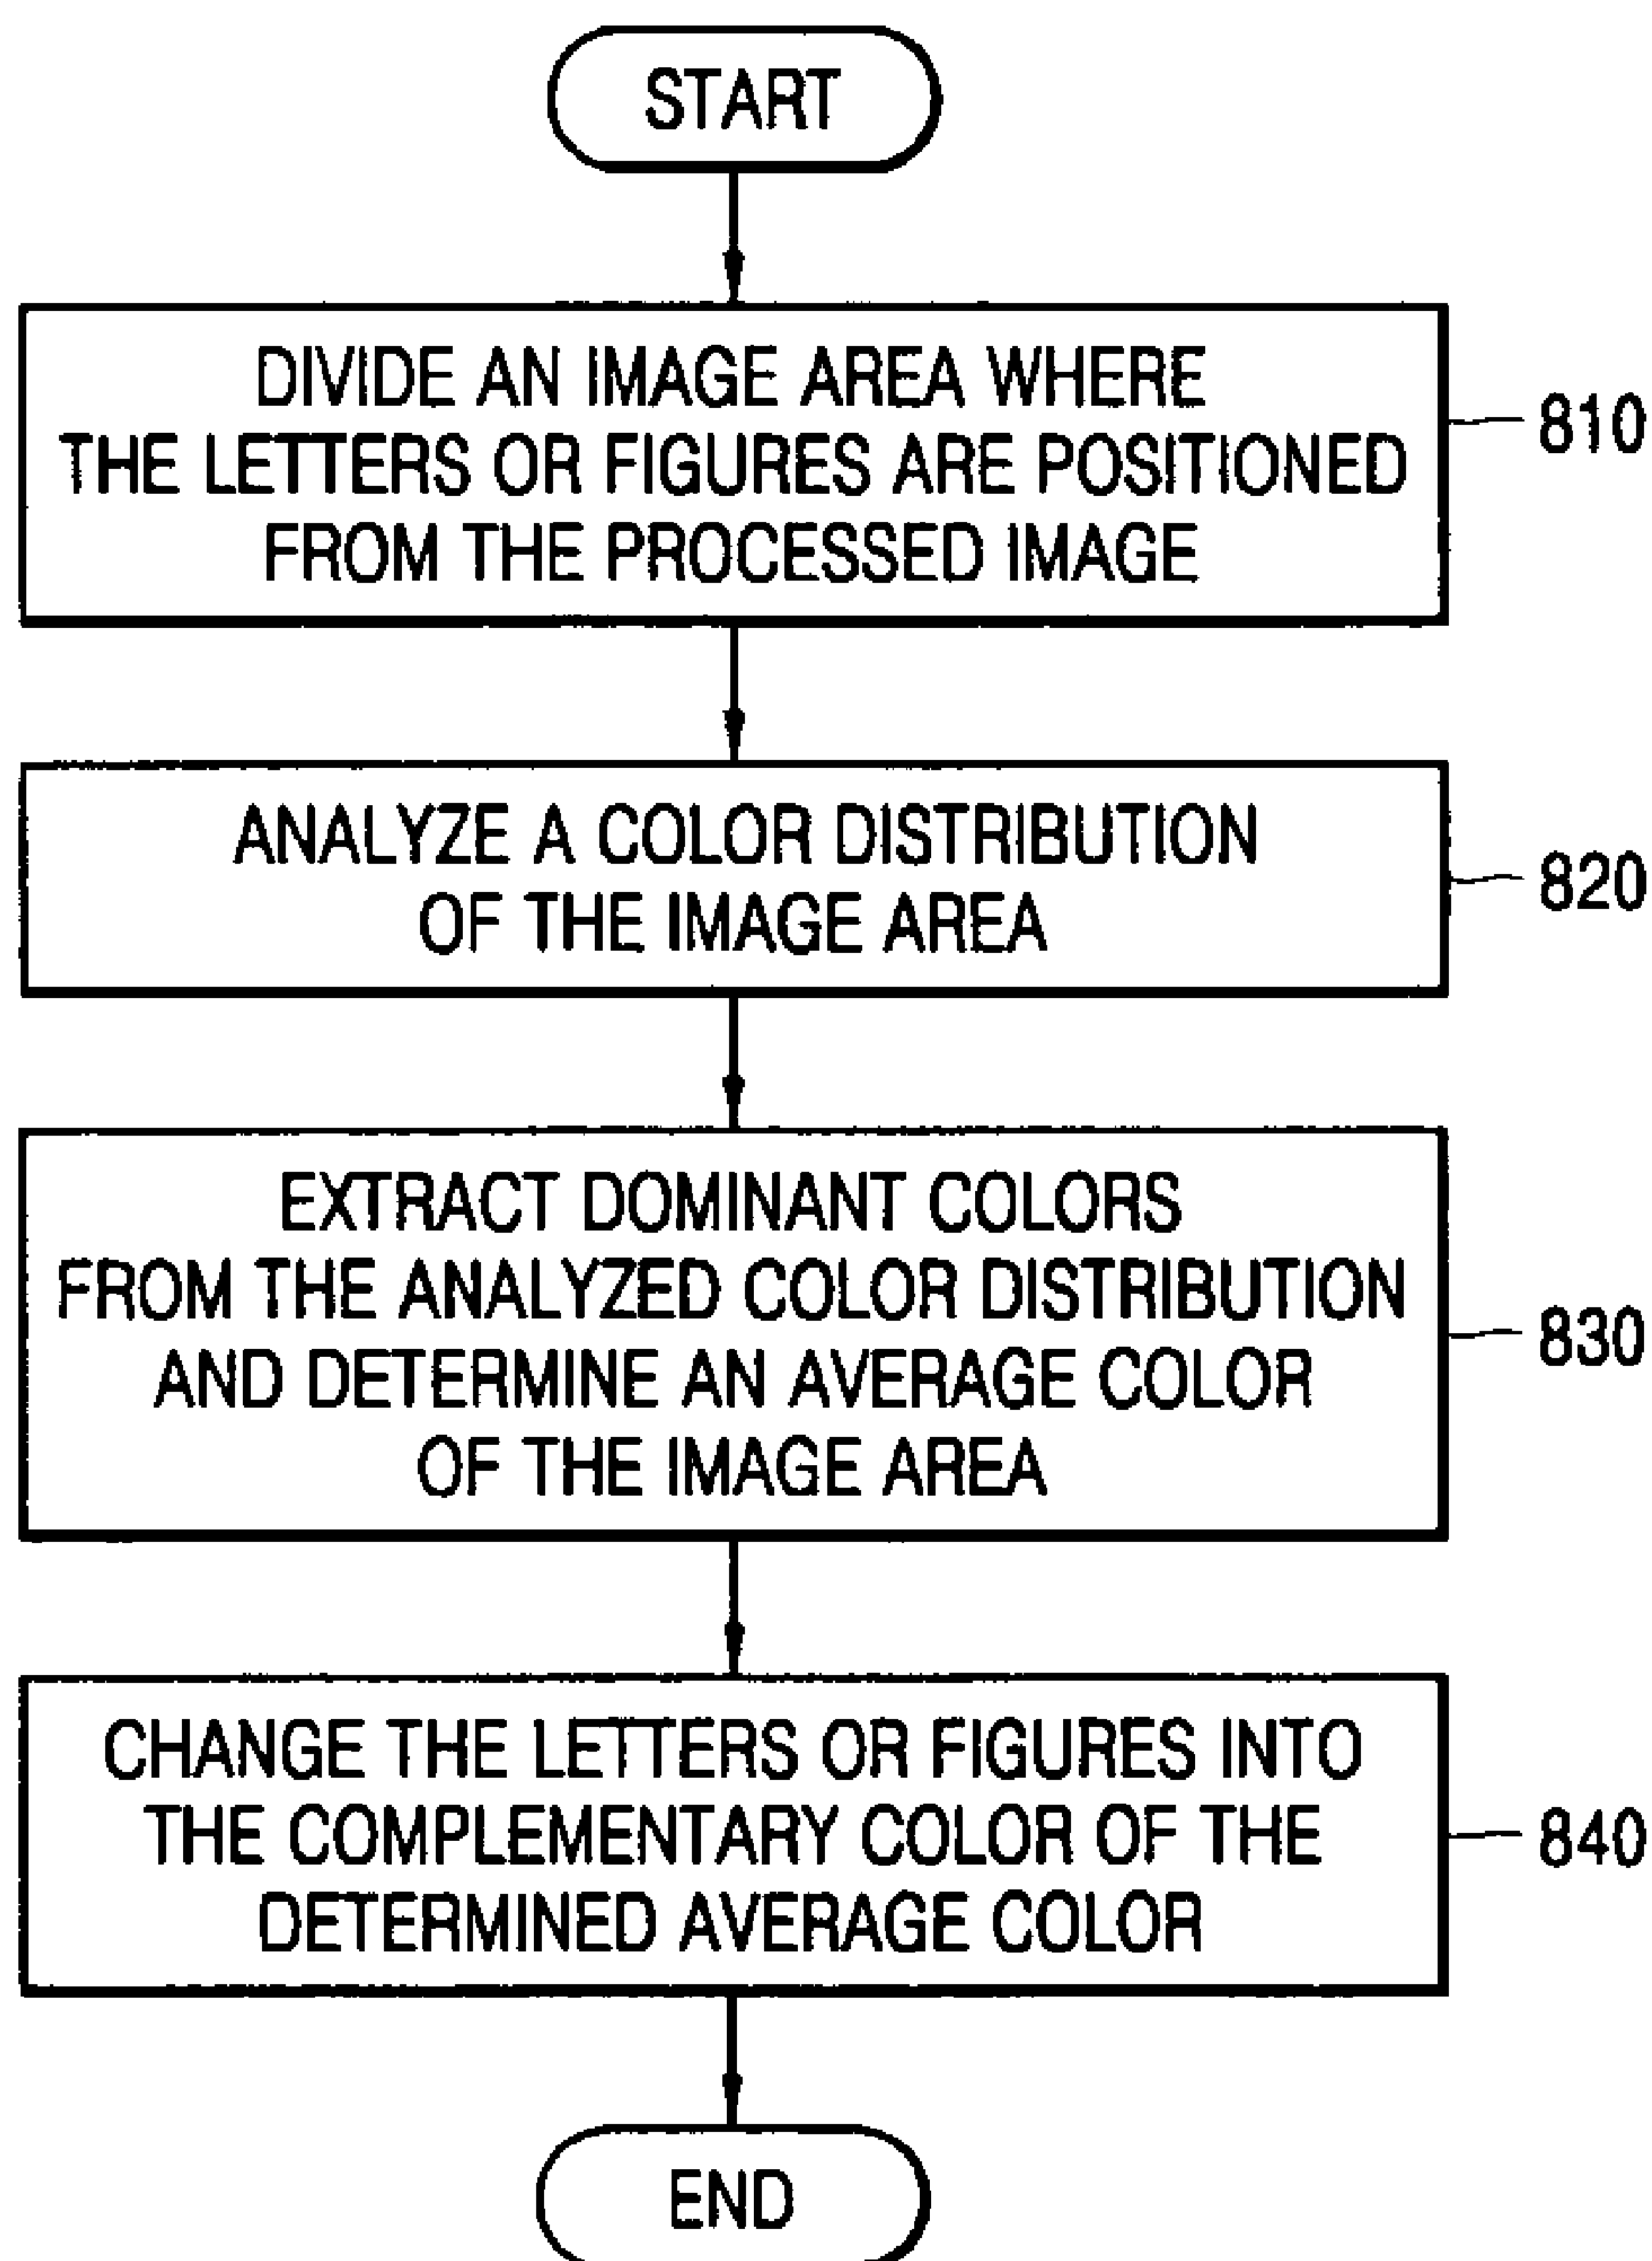 START
DIVIDE AN IMAGE AREA WHERE
THE LETTERS OR FIGURES ARE POSITIONED
FROM THE PROCESSED IMAGE
810
ANALYZE A COLOR DISTRIBUTION
OF THE IMAGE AREA
820
EXTRACT DOMINANT COLORS
FROM THE ANALYZED COLOR DISTRIBUTION
AND DETERMINE AN AVERAGE COLOR
OF THE IMAGE AREA
830
CHANGE THE LETTERS OR FIGURES INTO
THE COMPLEMENTARY COLOR OF THE
DETERMINED AVERAGE COLOR
840
END